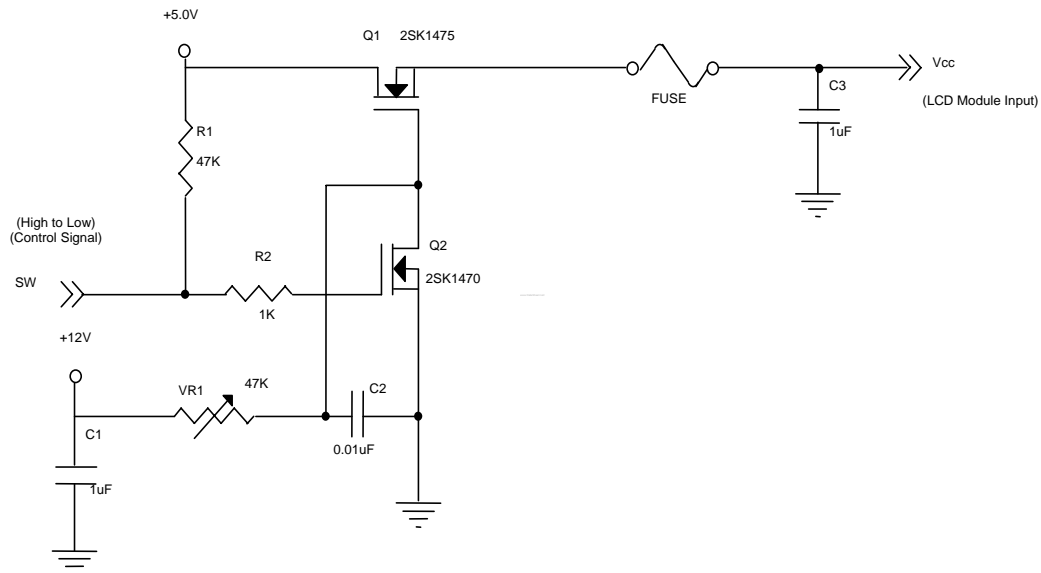 +5.0V
Q1 2SK1475
Vcc
C3
FUSE
(LCD Module Input)
R1
1uF
47K
(High to Low)
(Control Signal)
Q2
R2
SW
2SK1470
1K
+12V
47K
VR1
C2
C1
0.01uF
1uF